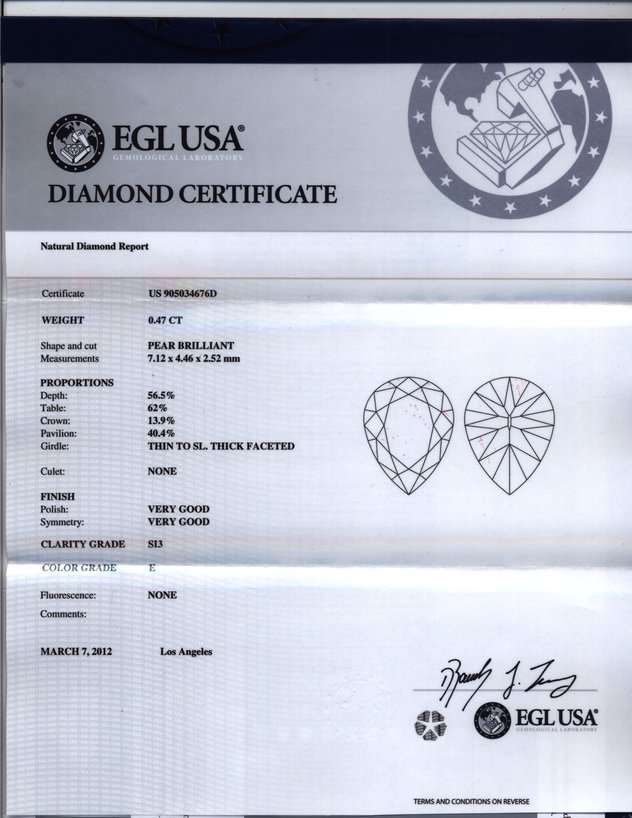 EGL USA®
GEMOLOGICAL LABORATORY
DIAMOND CERTIFICATE
Natural Diamond Report
Certificate US 905034676D
WEIGHT 0.47 CT
Shape and cut PEAR BRILLIANT
Measurements 7.12 x 4.46 x 2.52 mm
PROPORTIONS
Depth: 56.5%
Table: 62%
Crown: 13.9%
Pavilion: 40.4%
Girdle: THIN TO SL. THICK FACETED
Culet: NONE
FINISH
Polish: VERY GOOD
Symmetry: VERY GOOD
CLARITY GRADE SI3
COLOR GRADE E
Fluorescence: NONE
Comments:
MARCH 7, 2012 Los Angeles
EGL USA®
GEMOLOGICAL LABORATORY
TERMS AND CONDITIONS ON REVERSE